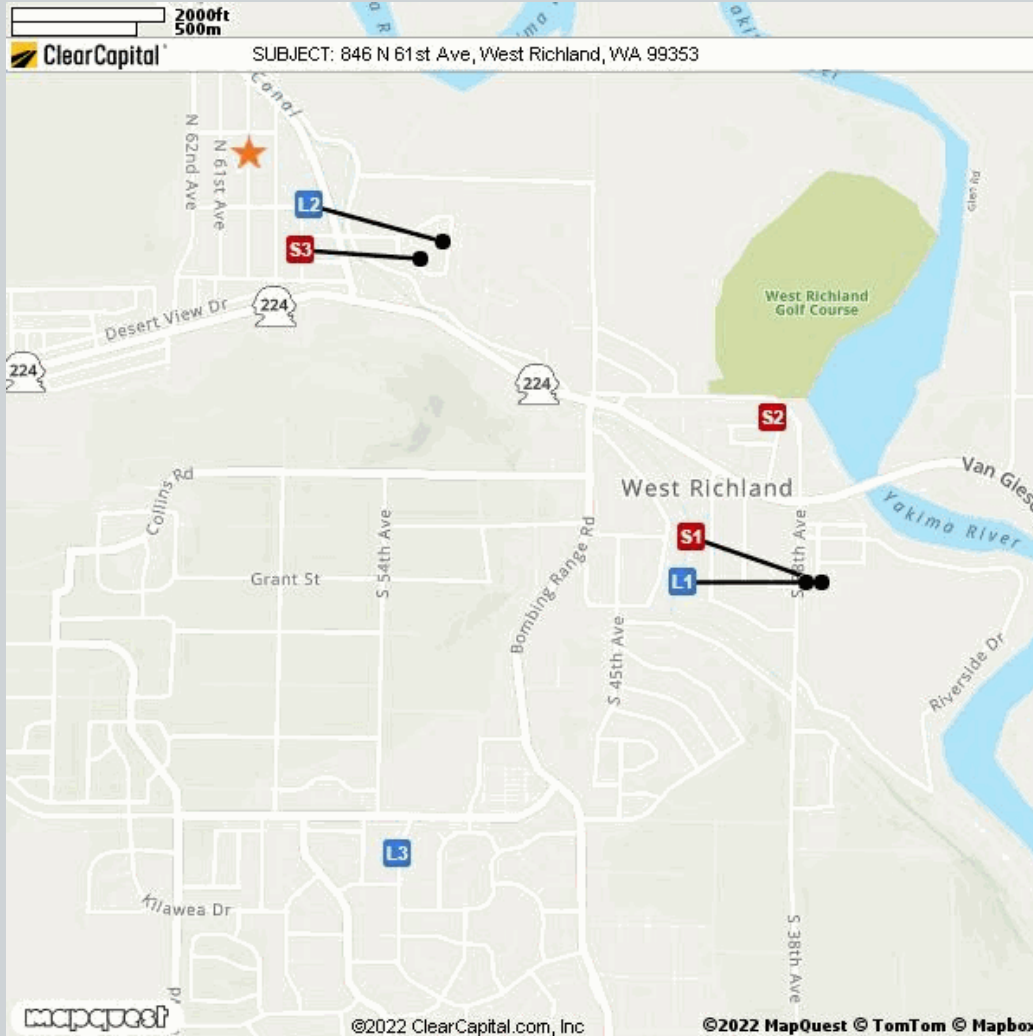 2000ft
500m
ClearCapital
SUBJECT: 846 N 61st Ave, West Richland, WA 99353
Canal
N 62nd Ave
N 61st Ave
L2
S3
Glen Rd
West Richland
Golf Course
224
Desert View Dr
224
224
S2
Collins Rd
West Richland
Yakima River
S1
L1
S 54th Ave
Grant St
Bombing Range Rd
S 45th Ave
Riverside Dr
L3
Kilawea Dr
S 38th Ave
mapquest
©2022 ClearCapital.com, Inc
©2022 MapQuest © TomTom © Mapbo